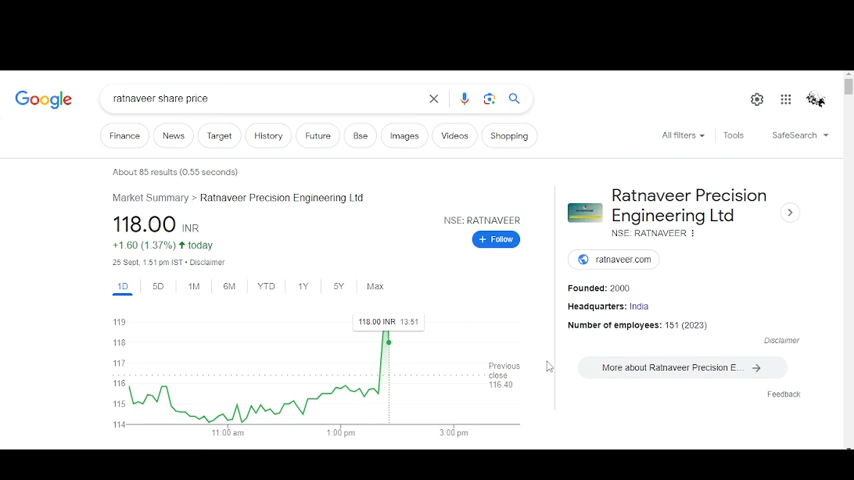 Google
ratnaveer share price
Finance
News
Target
History
Future
Bse
Images
Videos
Shopping
All filters
Tools
SafeSearch
About 85 results (0.55 seconds)
Market Summary > Ratnaveer Precision Engineering Ltd
118.00 INR
+1.60 (1.37%) ↑ today
25 Sept, 1:51 pm IST • Disclaimer
NSE: RATNAVEER
+ Follow
1D
5D
1M
6M
YTD
1Y
5Y
Max
118.00 INR 13:51
119
118
117
116
115
114
Previous
close
116.40
11:00 am
1:00 pm
3:00 pm
Ratnaveer Precision
Engineering Ltd
NSE: RATNAVEER
ratnaveer.com
Founded: 2000
Headquarters: India
Number of employees: 151 (2023)
Disclaimer
More about Ratnaveer Precision E... →
Feedback